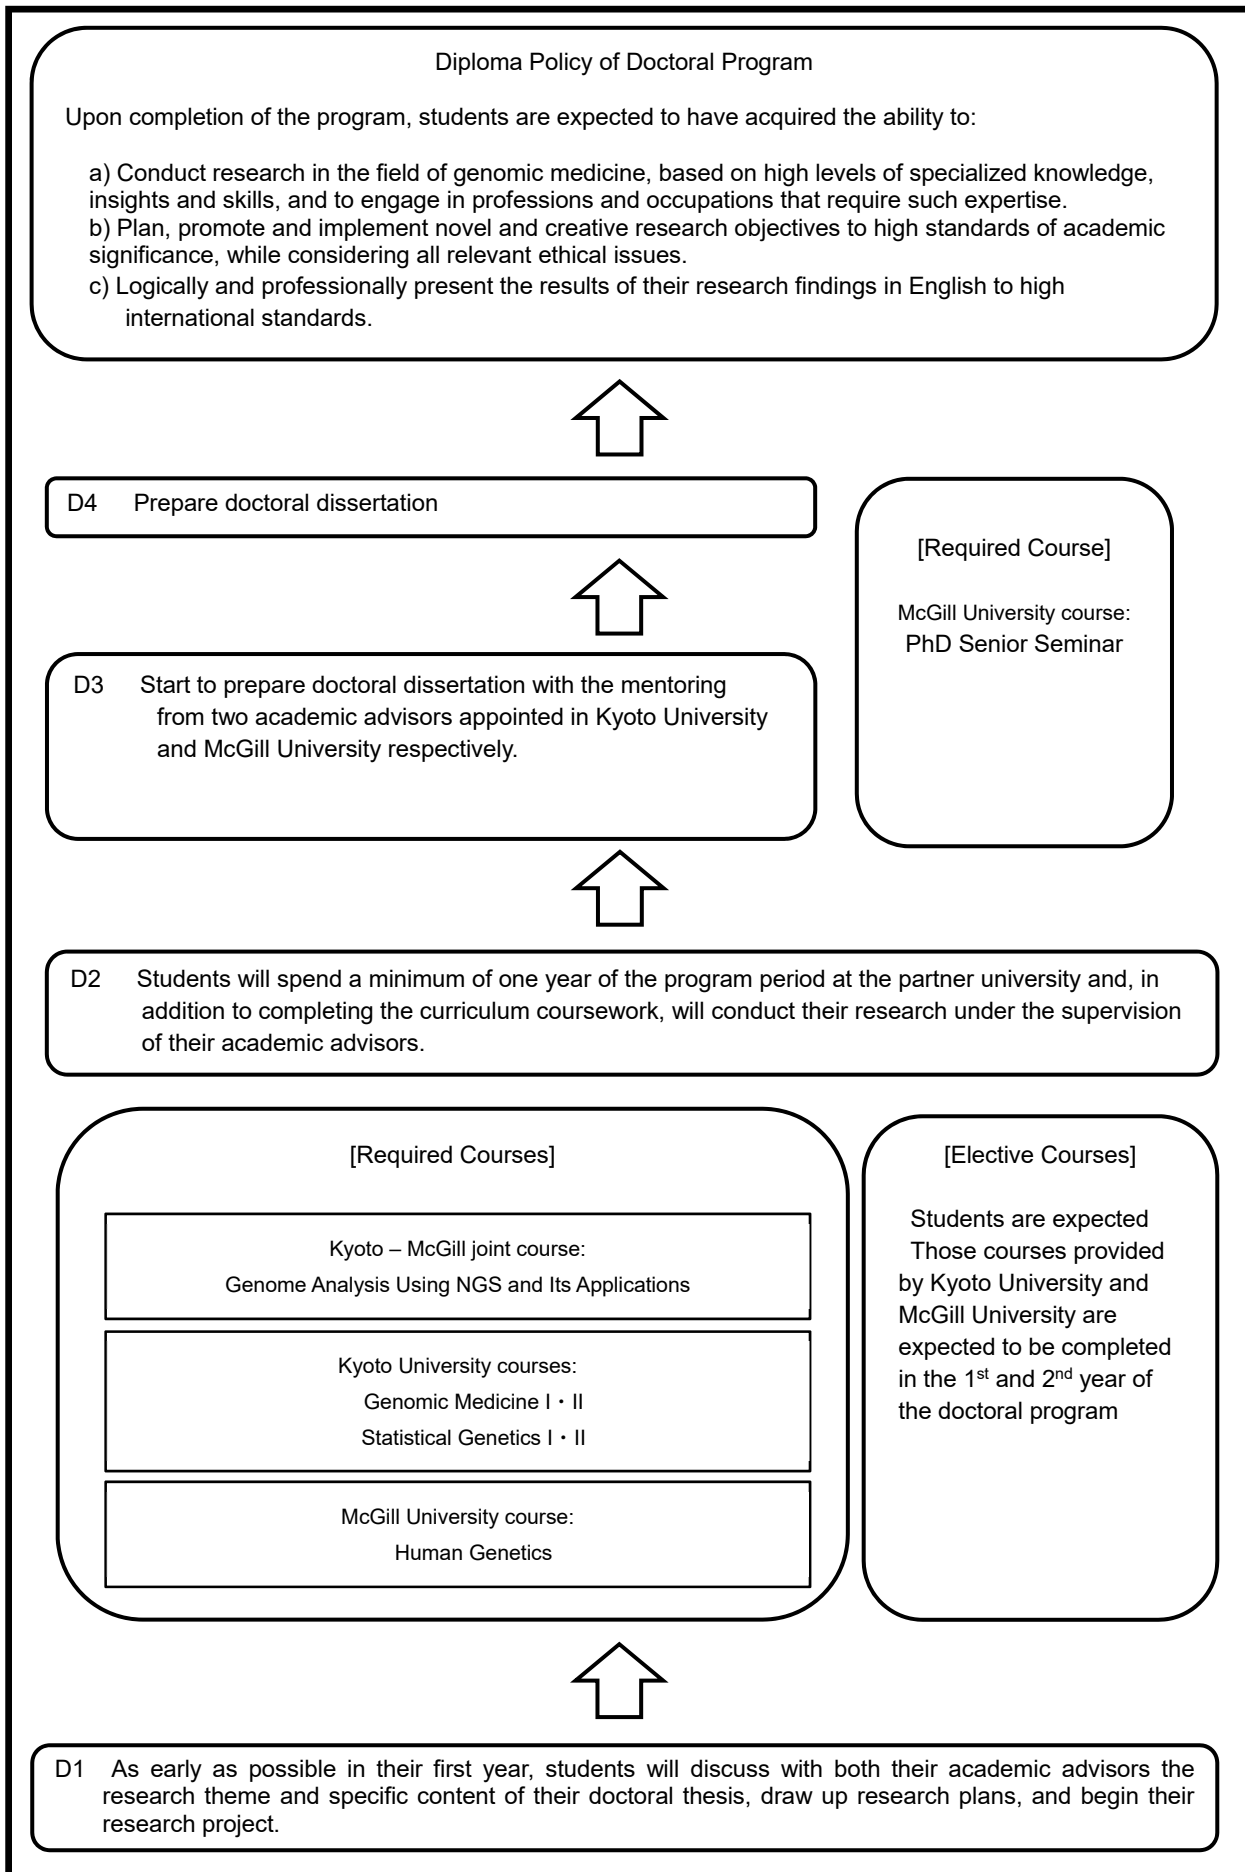 Diploma Policy of Doctoral Program
Upon completion of the program, students are expected to have acquired the ability to:
a) Conduct research in the field of genomic medicine, based on high levels of specialized knowledge,
insights and skills, and to engage in professions and occupations that require such expertise.
b) Plan, promote and implement novel and creative research objectives to high standards of academic
significance, while considering all relevant ethical issues.
c) Logically and professionally present the results of their research findings in English to high
international standards.
D4 Prepare doctoral dissertation
[Required Course]
McGill University course:
PhD Senior Seminar
D3 Start to prepare doctoral dissertation with the mentoring
from two academic advisors appointed in Kyoto University
and McGill University respectively.
D2 Students will spend a minimum of one year of the program period at the partner university and, in
addition to completing the curriculum coursework, will conduct their research under the supervision
of their academic advisors.
[Required Courses]
Kyoto – McGill joint course:
Genome Analysis Using NGS and Its Applications
Kyoto University courses:
Genomic Medicine I・II
Statistical Genetics I・II
McGill University course:
Human Genetics
[Elective Courses]
Students are expected
Those courses provided
by Kyoto University and
McGill University are
expected to be completed
in the 1st and 2nd year of
the doctoral program
D1 As early as possible in their first year, students will discuss with both their academic advisors the
research theme and specific content of their doctoral thesis, draw up research plans, and begin their
research project.